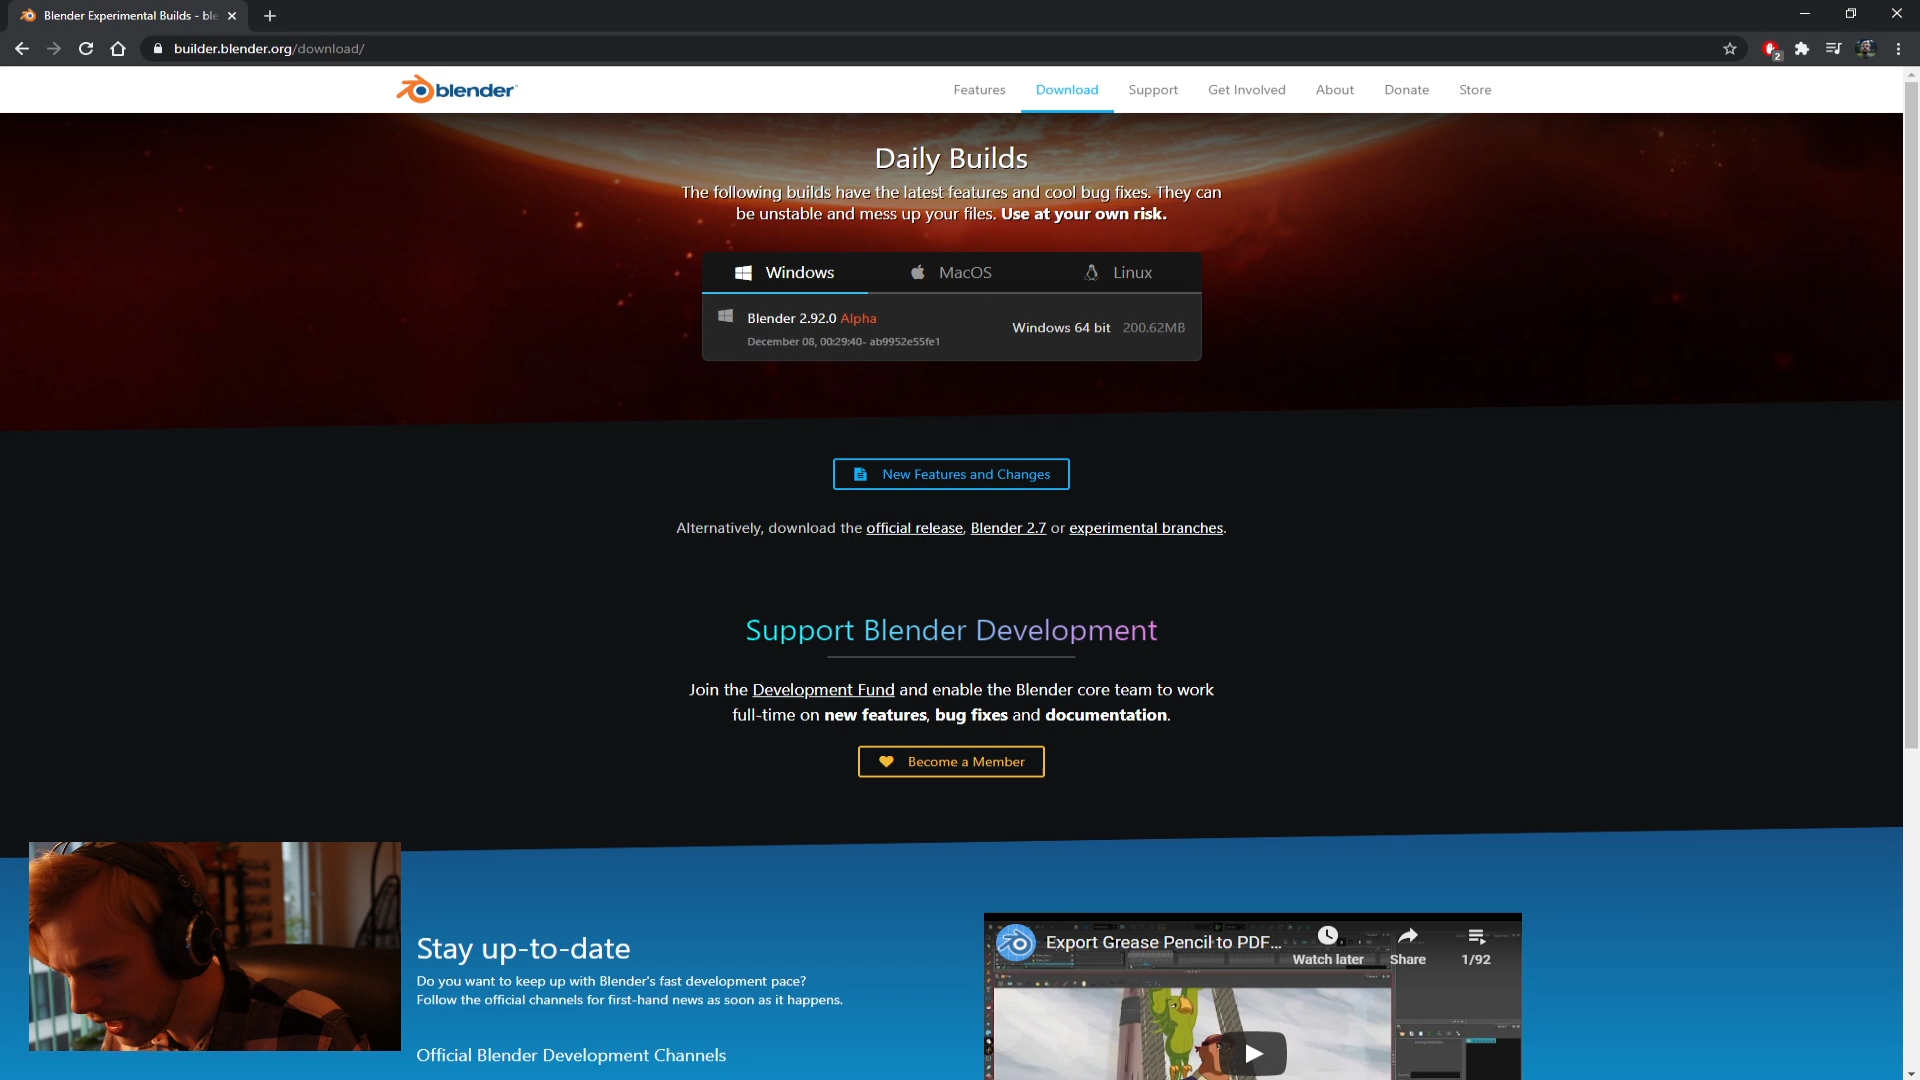 Blender Experimental Builds - ble
builder.blender.org/download/
2
blender
Features
Download
Support
Get Involved
About
Donate
Store
Daily Builds
The following builds have the latest features and cool bug fixes. They can
be unstable and mess up your files. Use at your own risk.
Windows
MacOS
Linux
Blender 2.92.0 Alpha
December 08, 00:29:40- ab9952e55fe1
Windows 64 bit 200.62MB
New Features and Changes
Alternatively, download the official release, Blender 2.7 or experimental branches.
Support Blender Development
Join the Development Fund and enable the Blender core team to work
full-time on new features, bug fixes and documentation.
Become a Member
Stay up-to-date
Do you want to keep up with Blender's fast development pace?
Follow the official channels for first-hand news as soon as it happens.
Official Blender Development Channels
Export Grease Pencil to PDF...
Watch later
Share
1/92